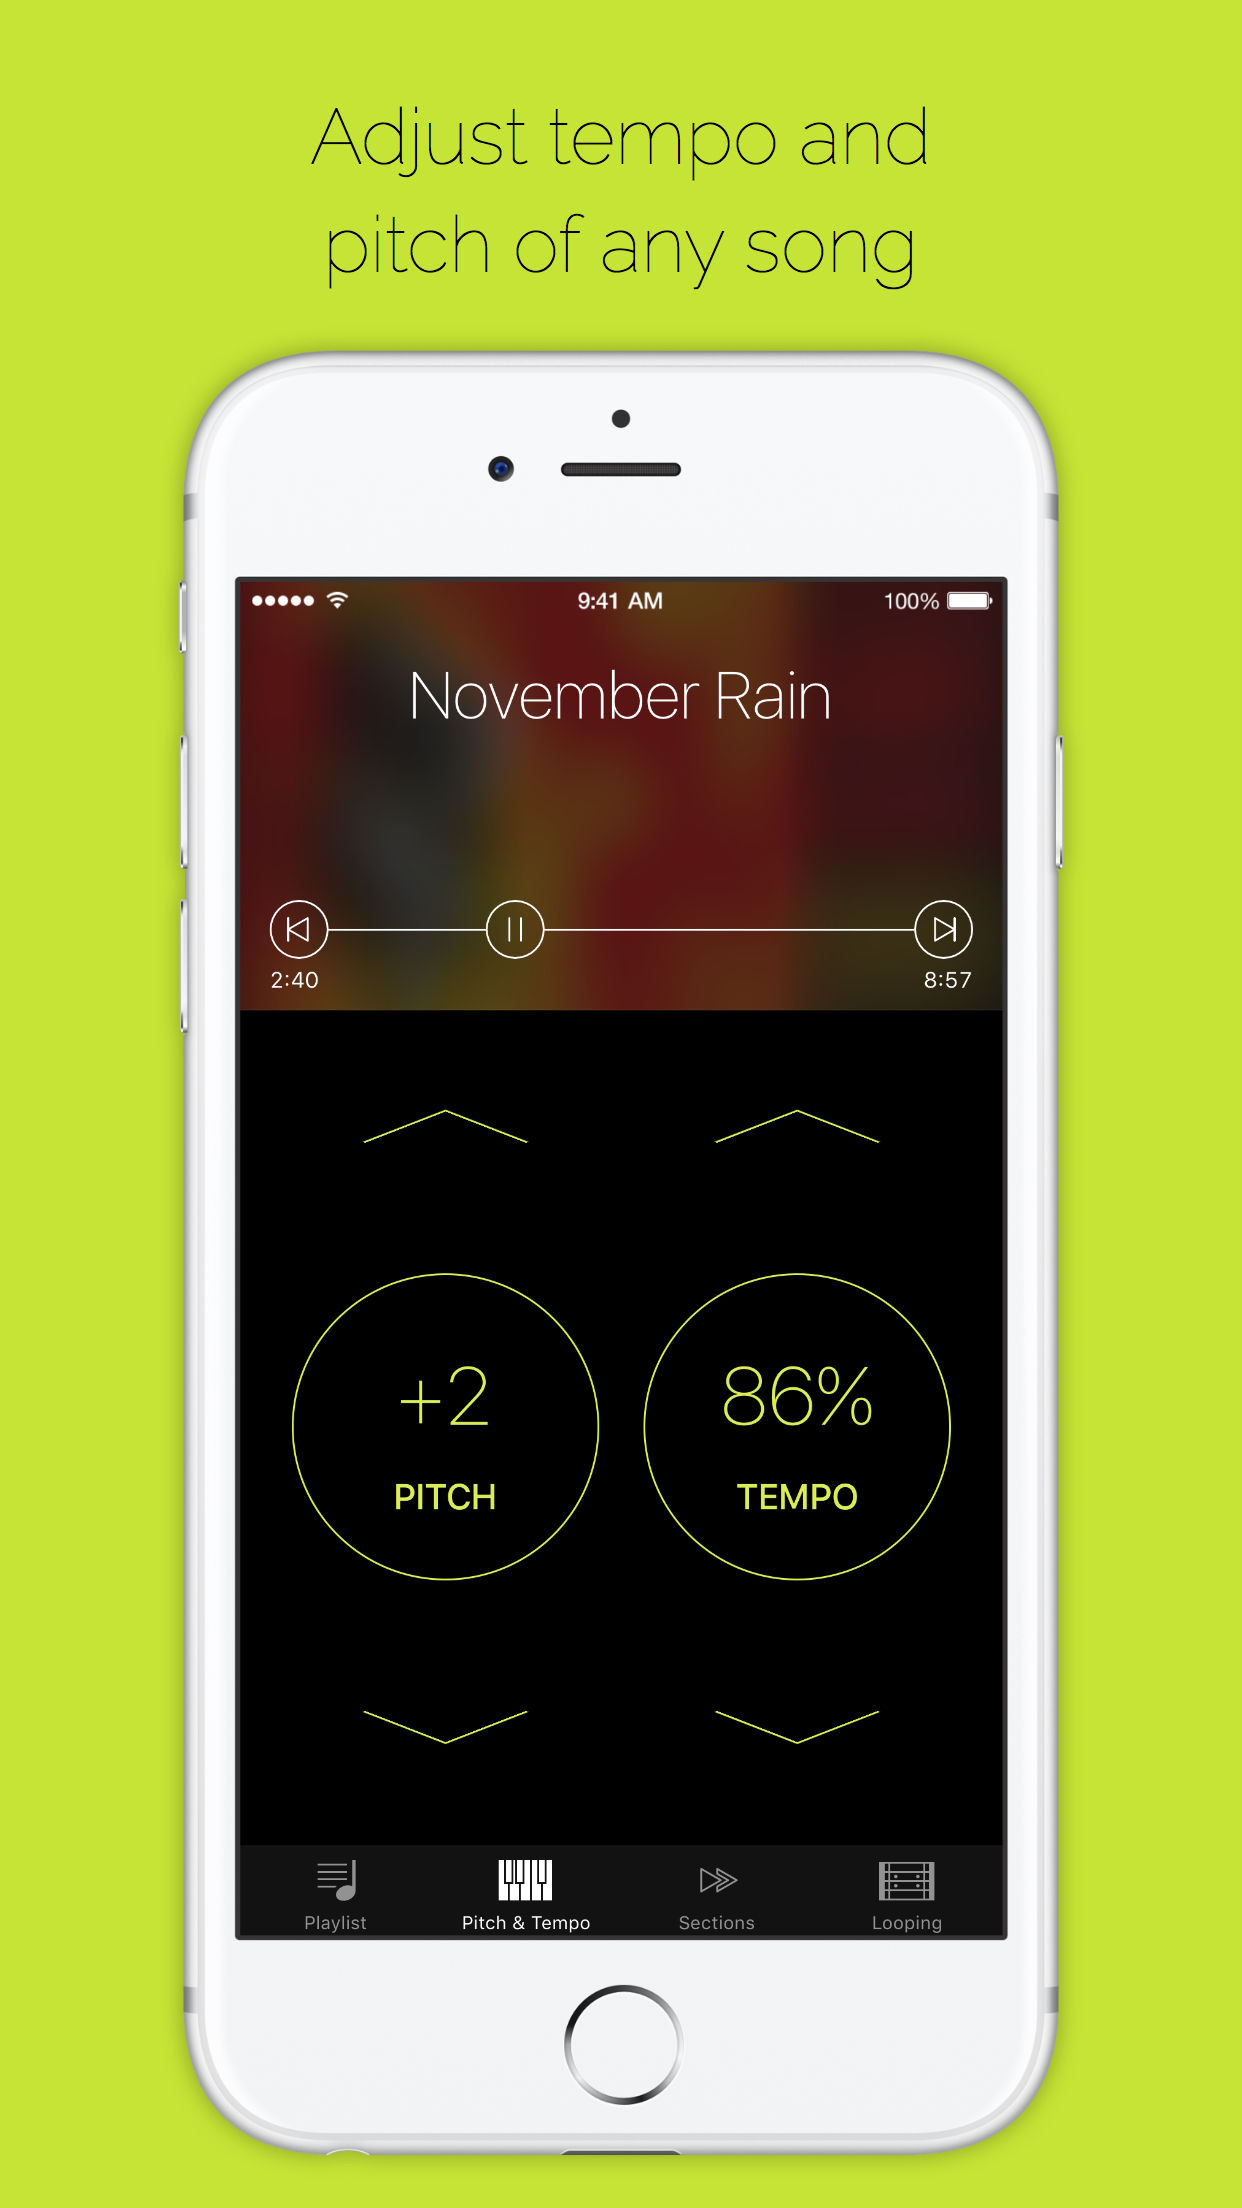 Adjust tempo and
pitch of any song
9:41 AM
100%
November Rain
2:40
8:57
+2
PITCH
86%
TEMPO
Playlist
Pitch & Tempo
Sections
Looping